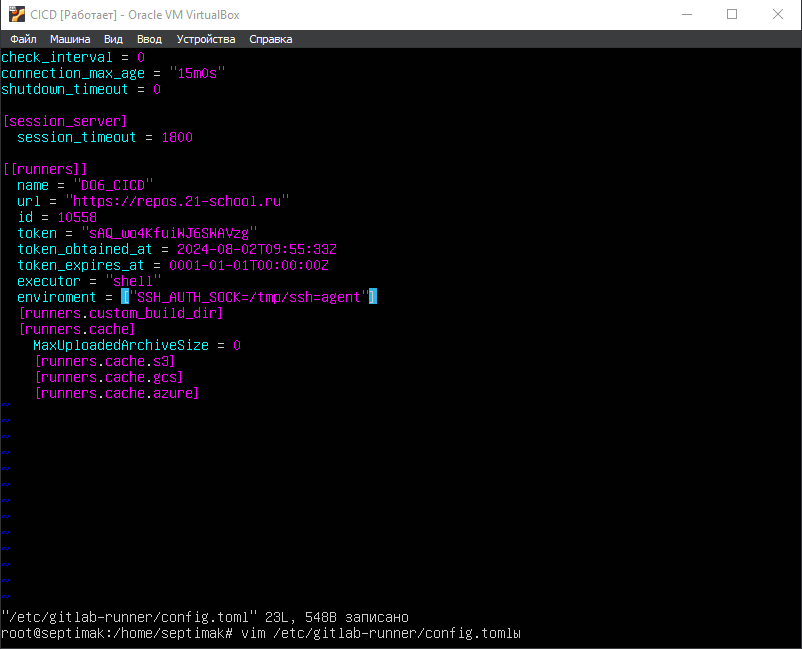 CICD [Работает] - Oracle VM VirtualBox
Файл Машина Вид Ввод Устройства Справка
check_interval = 0
connection_max_age = "15m0s"
shutdown_timeout = 0
[session_server]
session_timeout = 1800
[[runners]]
name = "DO6_CICD"
url = "https://repos.21-school.ru"
id = 10558
token = "sAQ_wo4KfuiWJ6SWAVzg"
token_obtained_at = 2024-08-02T09:55:33Z
token_expires_at = 0001-01-01T00:00:00Z
executor = "shell"
enviroment = ["SSH_AUTH_SOCK=/tmp/ssh=agent"]
[runners.custom_build_dir]
[runners.cache]
MaxUploadedArchiveSize = 0
[runners.cache.s3]
[runners.cache.gcs]
[runners.cache.azure]
~
~
~
~
~
~
~
~
~
~
~
~
~
"/etc/gitlab-runner/config.toml" 23L, 548B записано
root@septimak:/home/septimak# vim /etc/gitlab-runner/config.tomlы